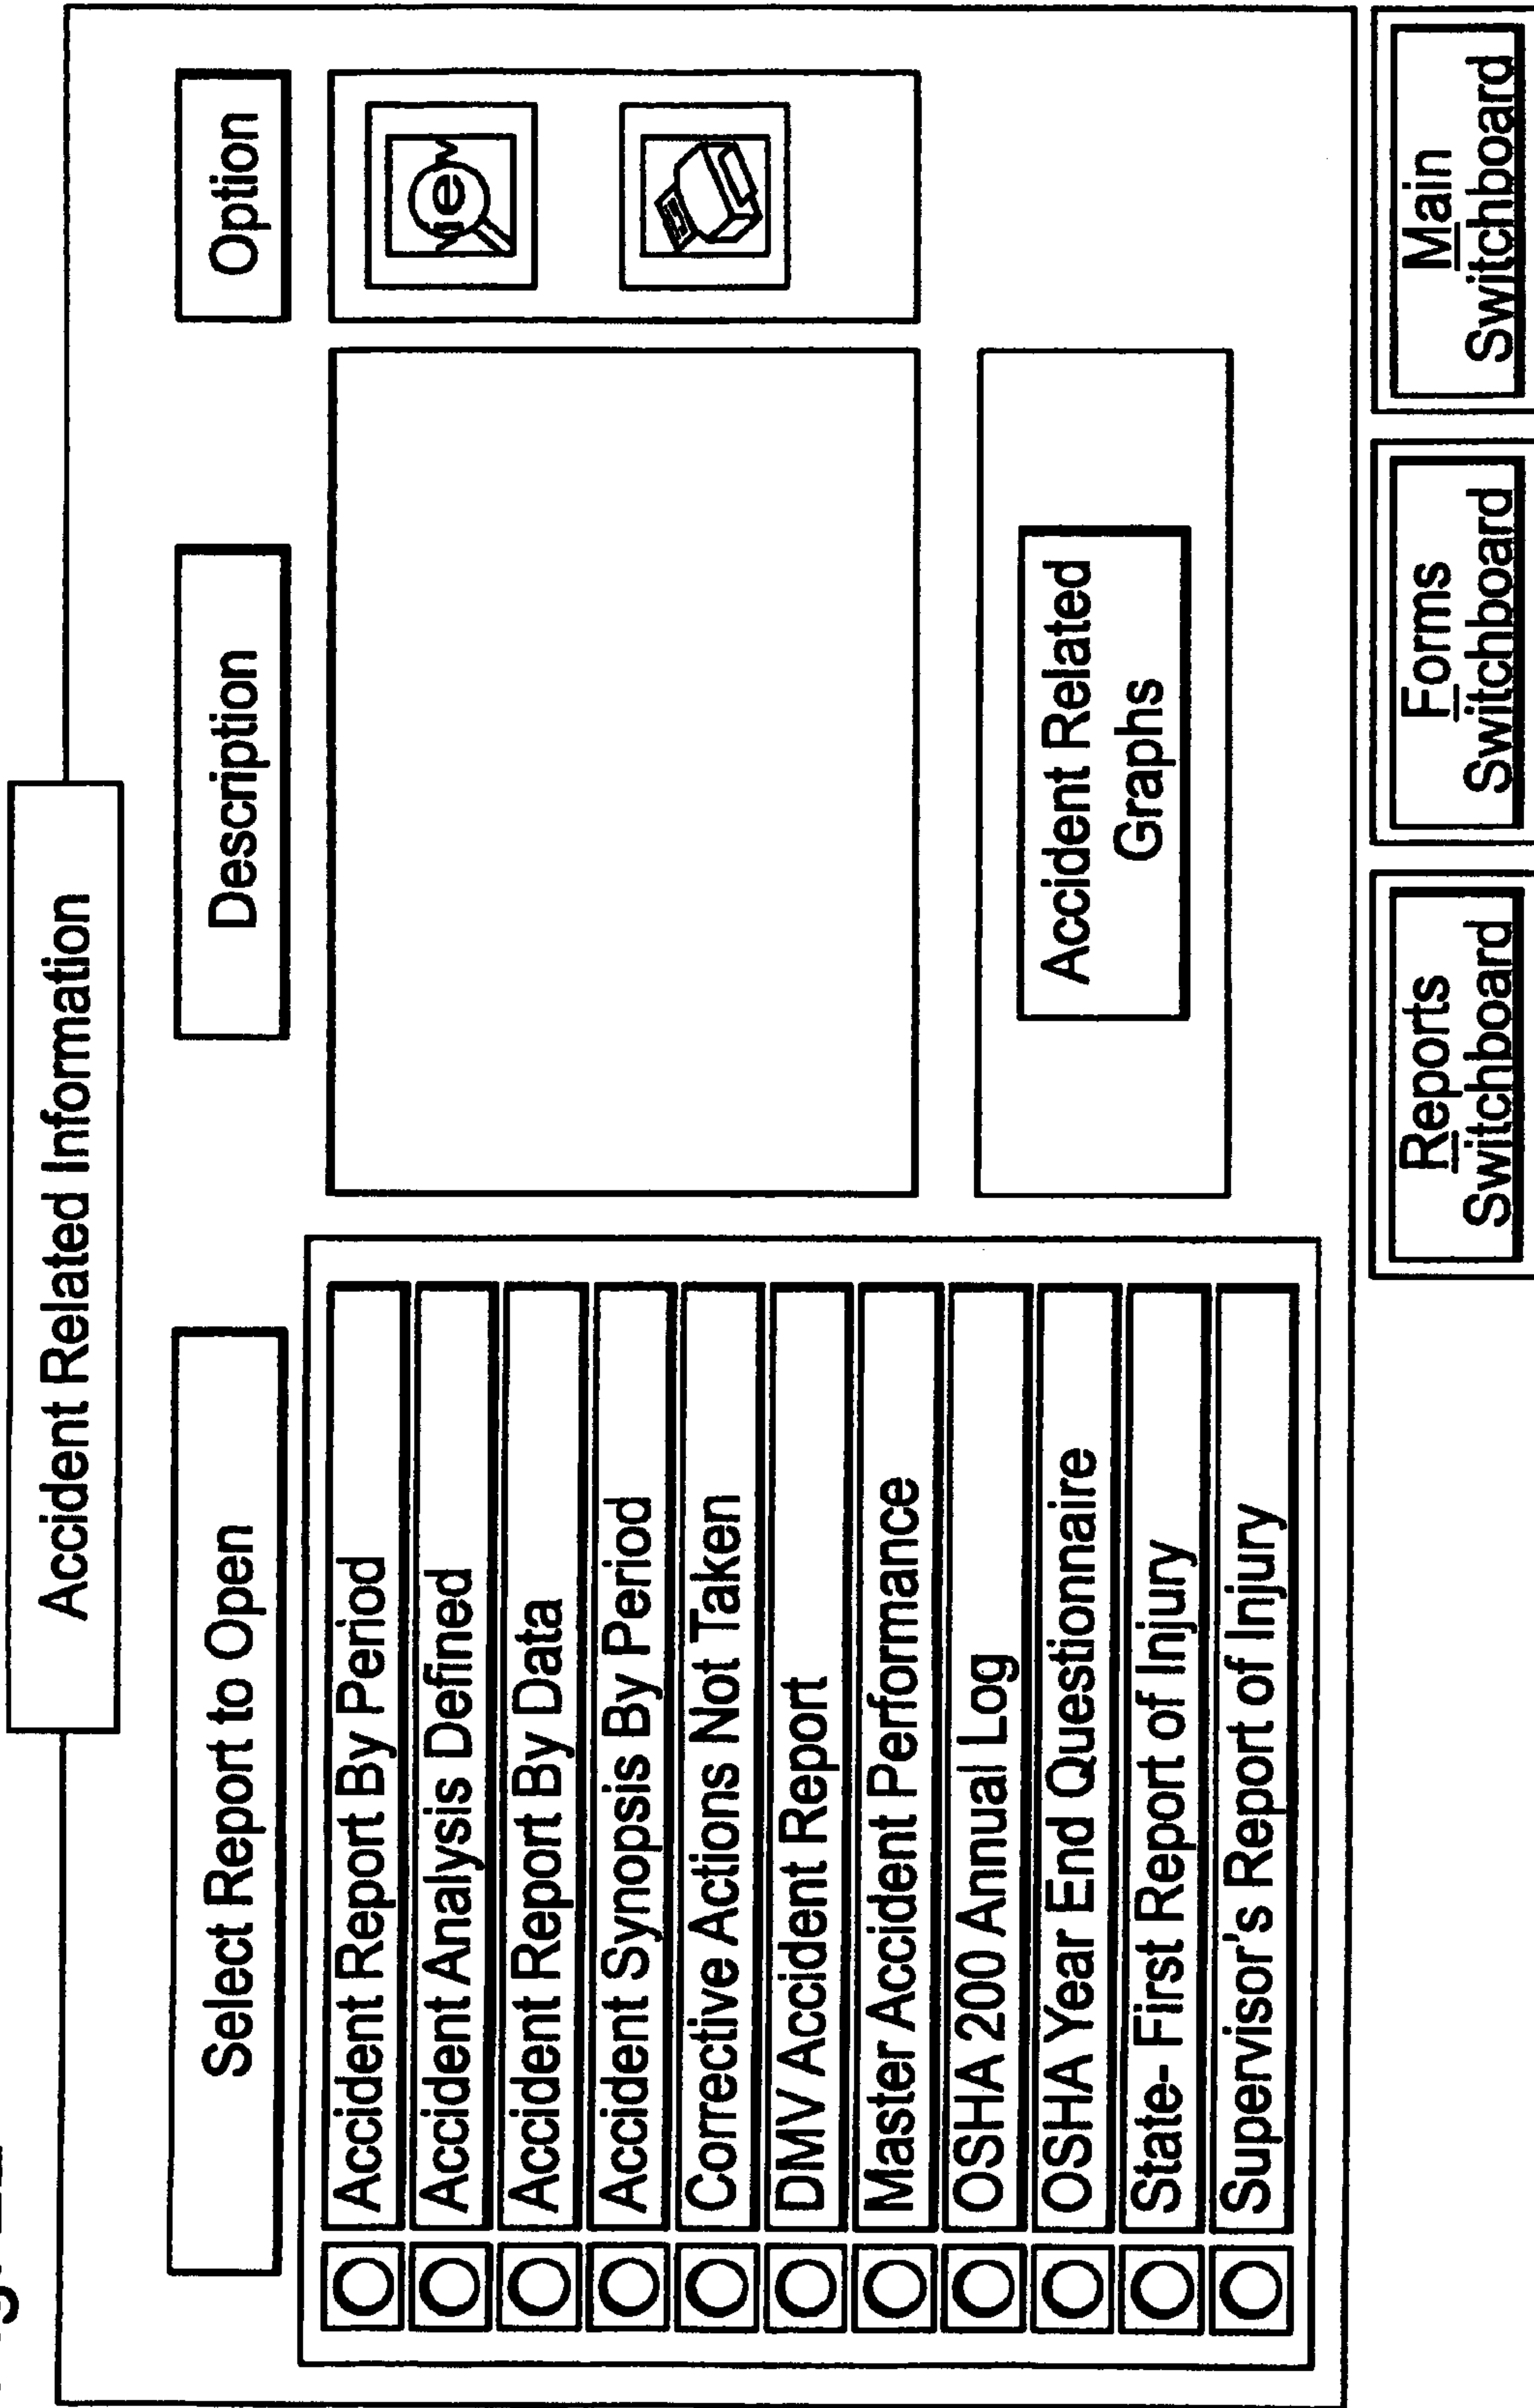 Accident Related Information
Select Report to Open
Description
Option
Accident Report By Period
Accident Analysis Defined
Accident Report By Data
Accident Synopsis By Period
Corrective Actions Not Taken
DMV Accident Report
Master Accident Performance
OSHA 200 Annual Log
OSHA Year End Questionnaire
State- First Report of Injury
Supervisor's Report of Injury
view
Accident Related
Graphs
Reports
Switchboard
Forms
Switchboard
Main
Switchboard